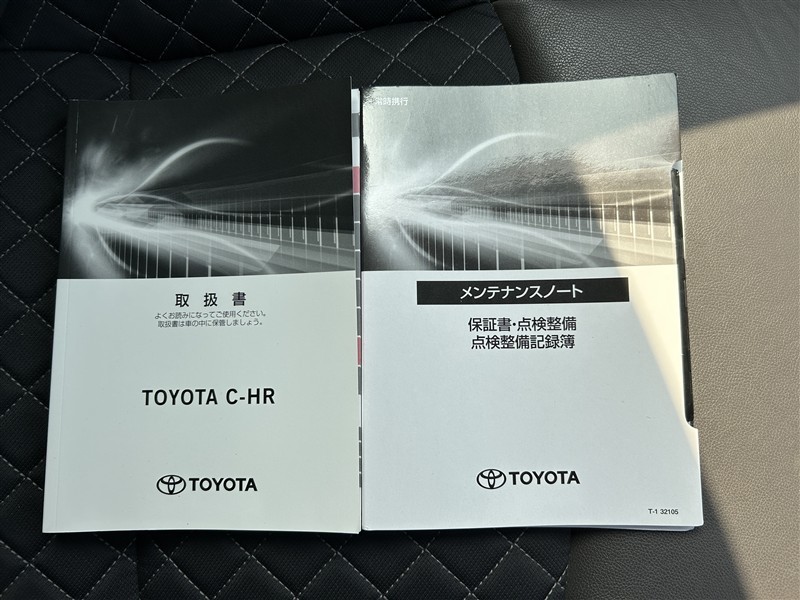 取扱書
よくお読みになってご使用ください。
取扱書は車の中に保管しましょう。
TOYOTA C-HR
TOYOTA
常時携行
メンテナンスノート
保証書・点検整備
点検整備記録簿
TOYOTA
T-1 32105